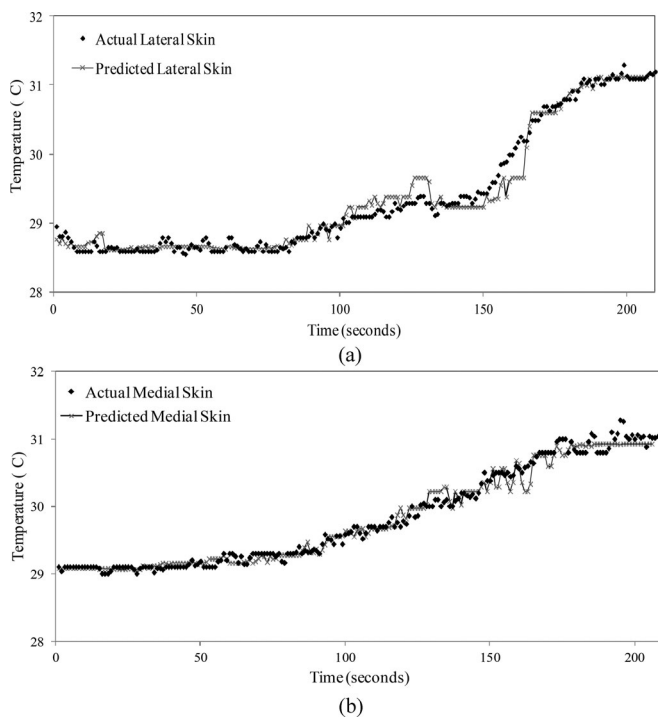 (a)
32
31
30
29
28
Temperature ( C)
Actual Lateral Skin
Predicted Lateral Skin
0
50
100
150
200
Time (seconds)
(a)
32
31
30
29
28
Temperature ( C)
Actual Medial Skin
Predicted Medial Skin
0
50
100
150
200
Time (seconds)
(b)